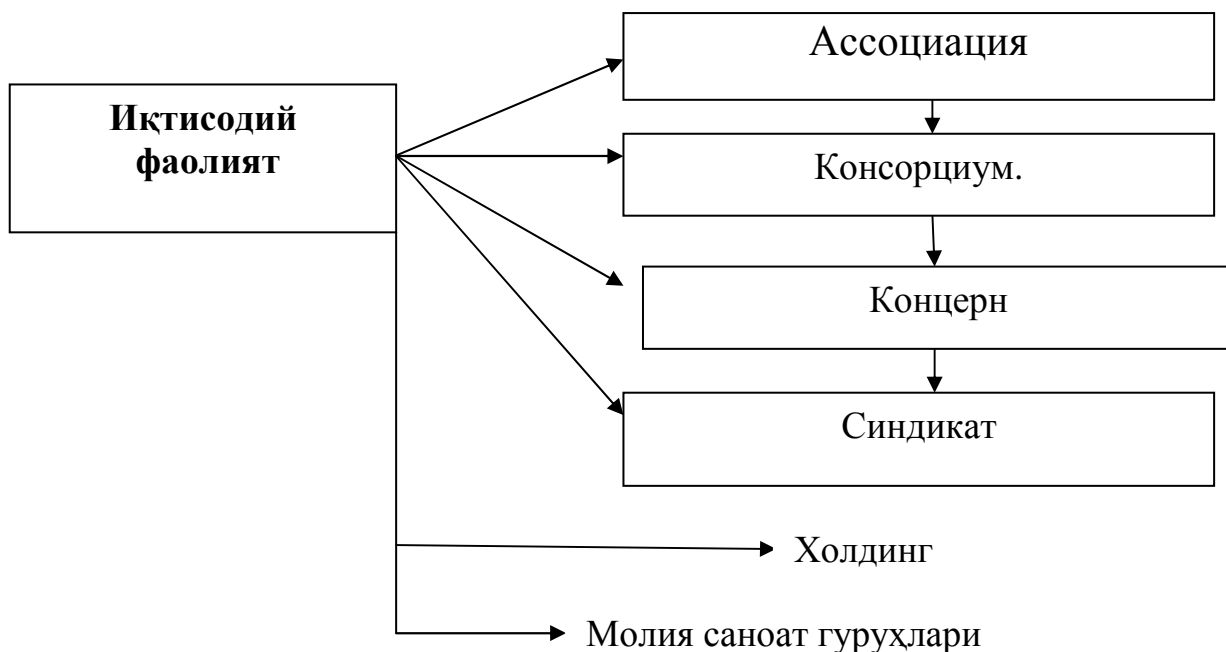 Ассоциация
Иқтисодий
фаолият
Консорциум.
Концерн
Синдикат
Холдинг
Молия саноат гуруҳлари